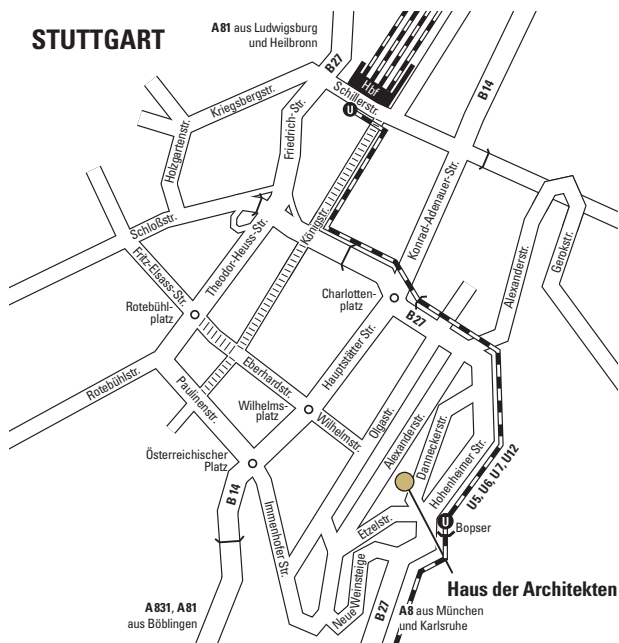 STUTTGART
A81 aus Ludwigsburg
und Heilbronn
B27
Hbf
B14
Schillerstr.
U
Kriegsbergstr.
Friedrich-Str.
Holzgartenstr.
Konrad-Adenauer-Str.
Königstr.
Schloßstr.
Theodor-Heuss-Str.
Fritz-Elsass-Str.
Alexanderstr.
Gerokstr.
Rotebühl-
platz
Charlotten-
platz
B27
Hauptstätter Str.
Eberhardstr.
Rotebühlstr.
Paulinenstr.
Wilhelms-
platz
Wilhelmstr.
Olgastr.
Alexanderstr.
Danneckerstr.
Hohenheimer Str.
U5, U6, U7, U12
Österreichischer
Platz
B14
Immenhofer Str.
Etzelstr.
U
Bopser
Neue Weinsteige
Haus der Architekten
A831, A81
aus Böblingen
B27
A8 aus München
und Karlsruhe